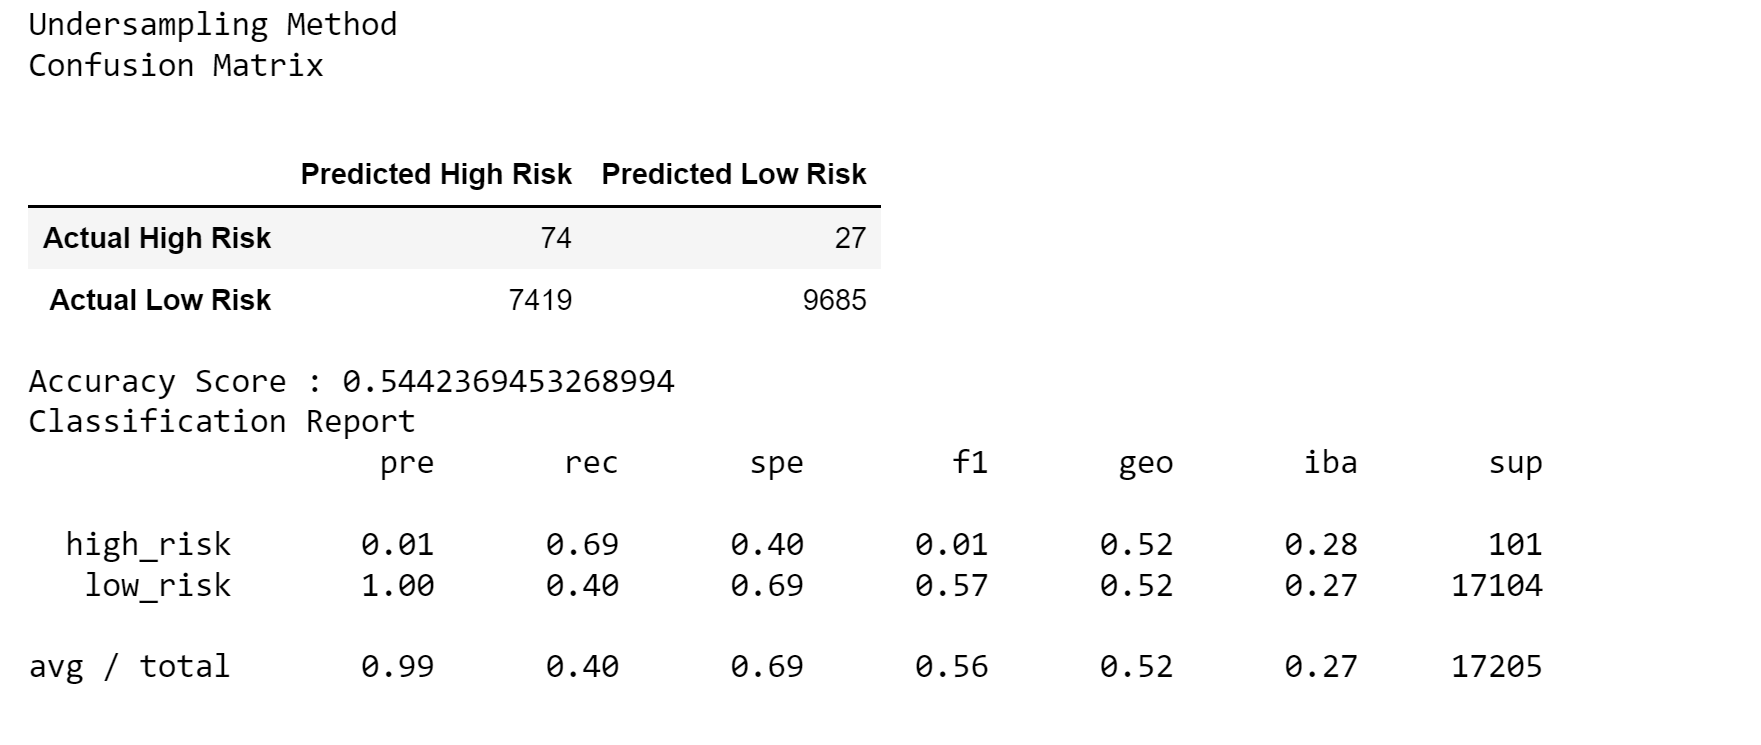 Undersampling Method
Confusion Matrix
Predicted High Risk Predicted Low Risk
Actual High Risk 74 27
Actual Low Risk 7419 9685
Accuracy Score : 0.5442369453268994
Classification Report
pre rec spe f1 geo iba sup
high_risk 0.01 0.69 0.40 0.01 0.52 0.28 101
low_risk 1.00 0.40 0.69 0.57 0.52 0.27 17104
avg / total 0.99 0.40 0.69 0.56 0.52 0.27 17205